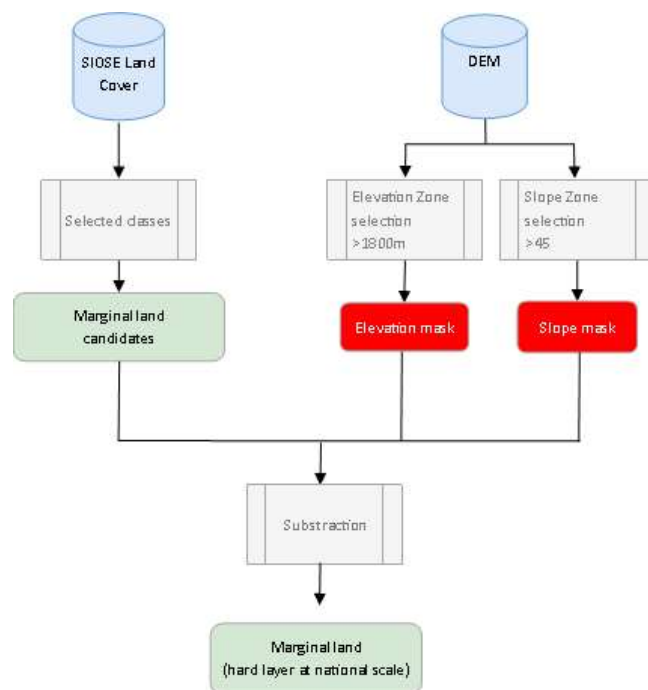 SIOSE Land
Cover
DEM
Selected classes
Elevation Zone
selection
>1800m
Slope Zone
selection
>45
Marginal land
candidates
Elevation mask
Slope mask
Substraction
Marginal land
(hard layer at national scale)